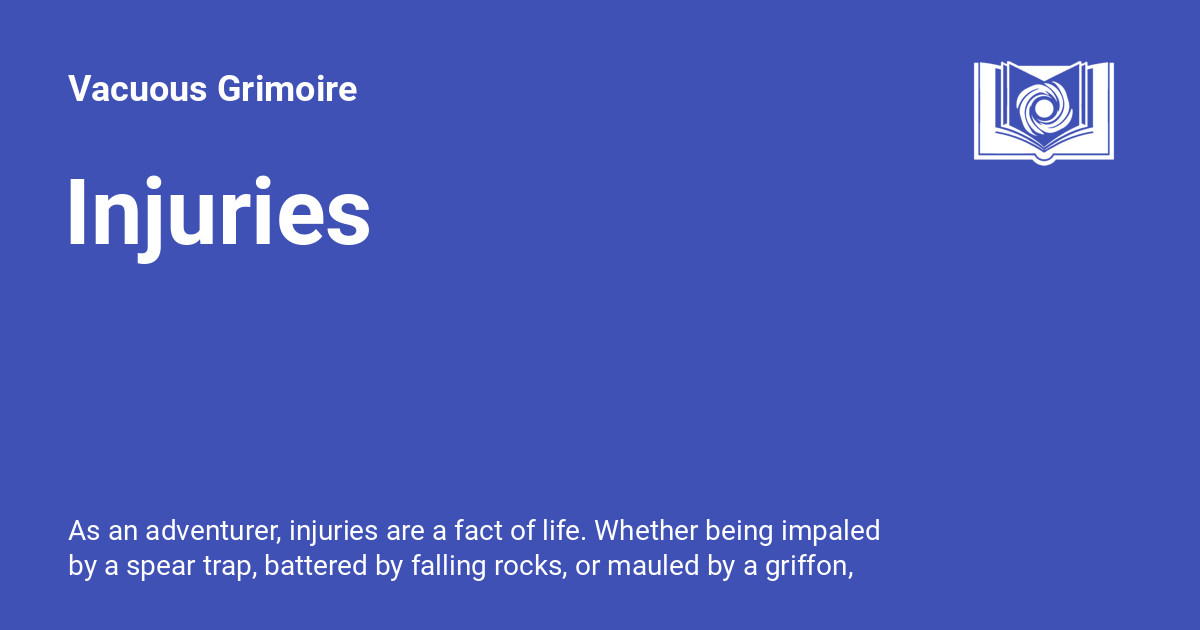 Vacuous Grimoire
Injuries
As an adventurer, injuries are a fact of life. Whether being impaled
by a spear trap, battered by falling rocks, or mauled by a griffon,